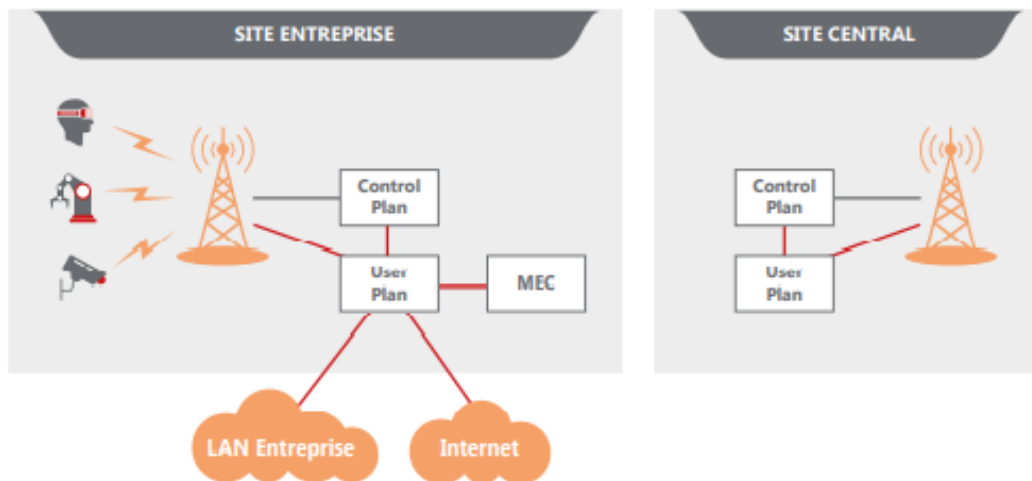 SITE ENTREPRISE
SITE CENTRAL
Control
Plan
User
Plan
MEC
Control
Plan
User
Plan
LAN Entreprise
Internet